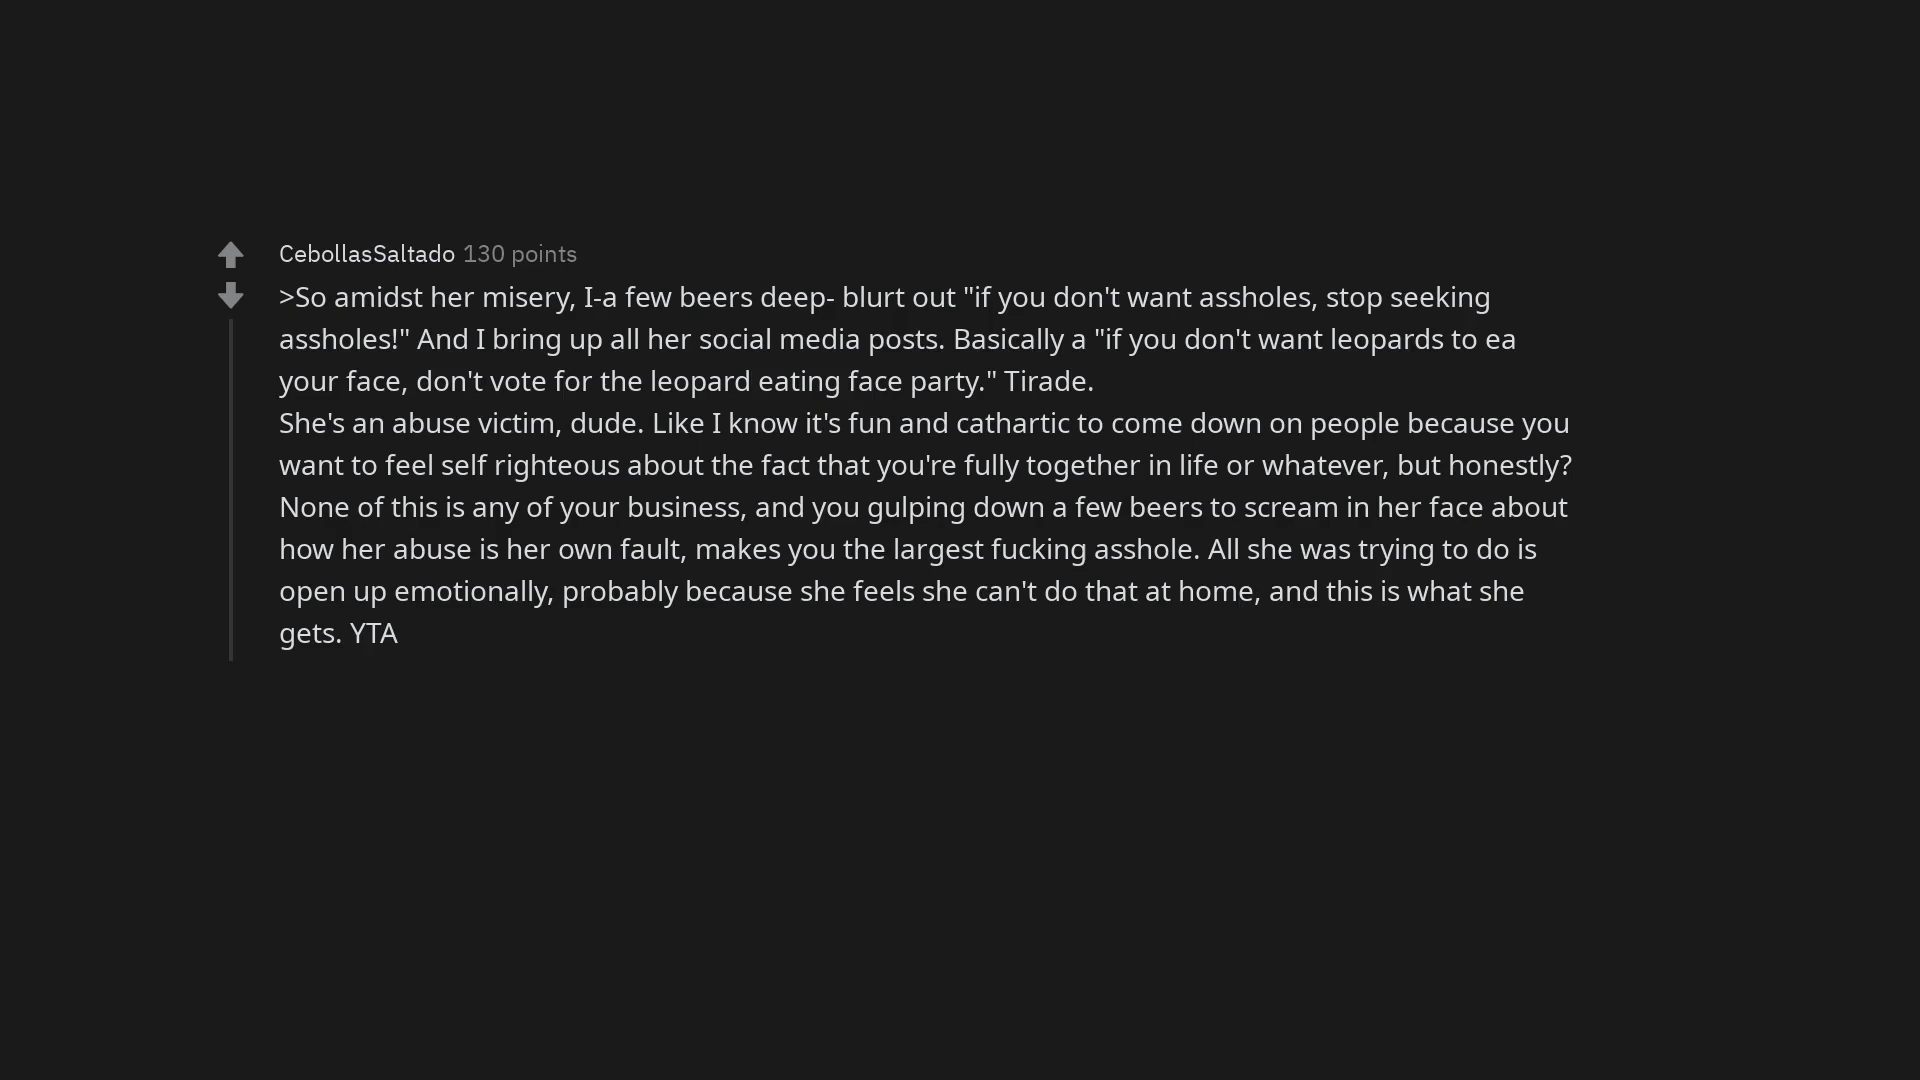 CebollasSaltado 130 points
>So amidst her misery, I-a few beers deep- blurt out "if you don't want assholes, stop seeking
assholes!" And I bring up all her social media posts. Basically a "if you don't want leopards to ea
your face, don't vote for the leopard eating face party." Tirade.
She's an abuse victim, dude. Like I know it's fun and cathartic to come down on people because you
want to feel self righteous about the fact that you're fully together in life or whatever, but honestly?
None of this is any of your business, and you gulping down a few beers to scream in her face about
how her abuse is her own fault, makes you the largest fucking asshole. All she was trying to do is
open up emotionally, probably because she feels she can't do that at home, and this is what she
gets. YTA